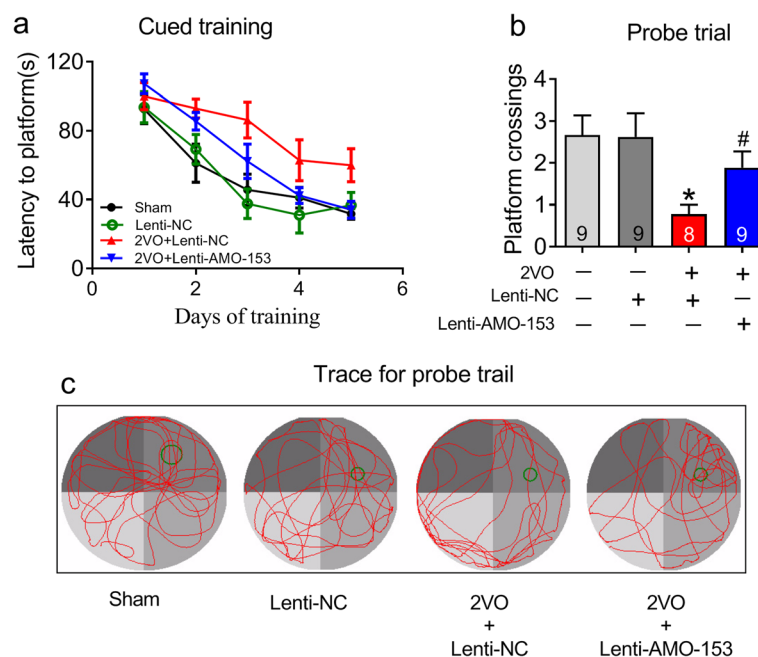 a
Cued training
Latency to platform(s)
120
80
40
0
0
2
4
6
Sham
Lenti-NC
2VO+Lenti-NC
2VO+Lenti-AMO-153
Days of training
b
Probe trial
Platform crossings
4
3
2
1
0
9
9
*
8
#
9
2VO — — + +
Lenti-NC — + + —
Lenti-AMO-153 — — — +
c
Trace for probe trail
Sham
Lenti-NC
2VO
+
Lenti-NC
2VO
+
Lenti-AMO-153